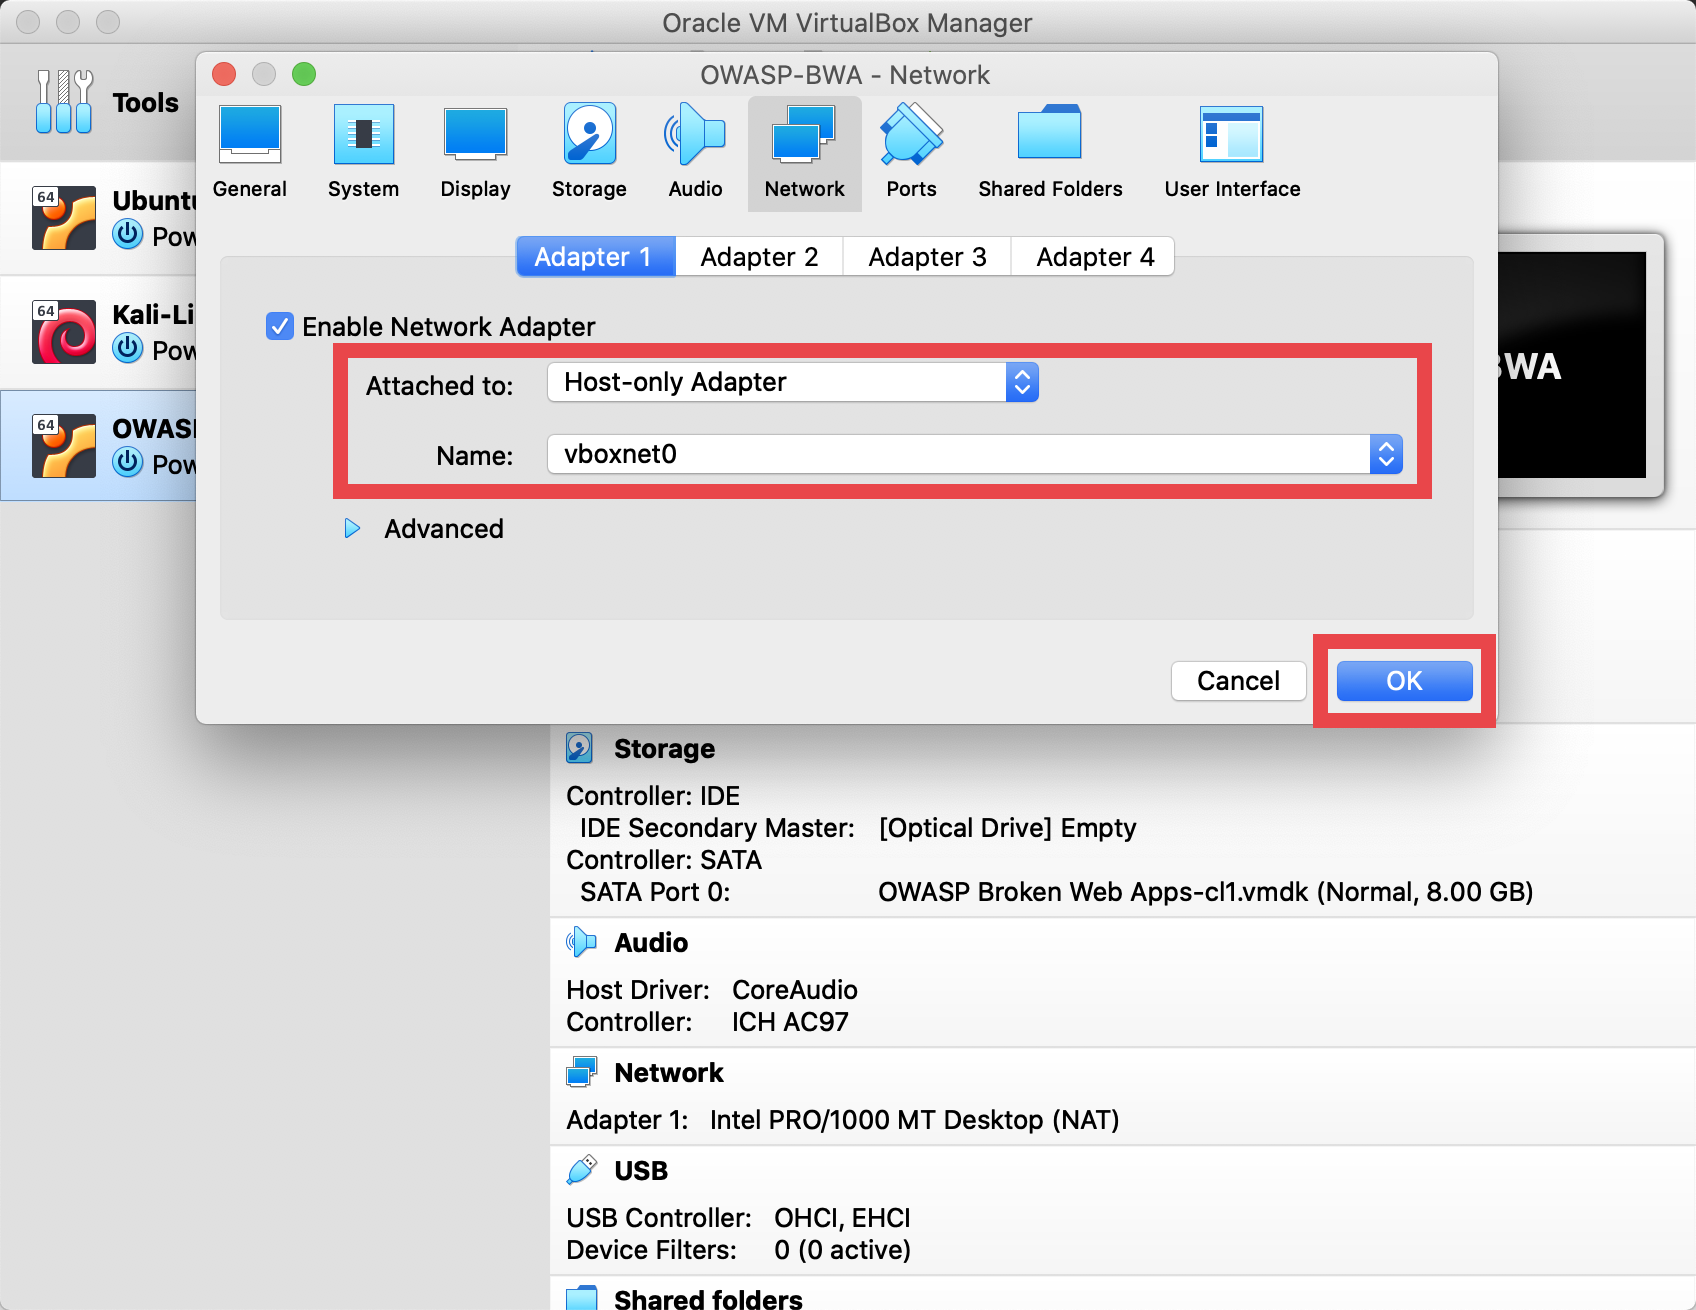 Oracle VM VirtualBox Manager
Tools
OWASP-BWA - Network
General
System
Display
Storage
Audio
Network
Ports
Shared Folders
User Interface
Adapter 1
Adapter 2
Adapter 3
Adapter 4
Enable Network Adapter
Attached to:
Host-only Adapter
Name:
vboxnet0
Advanced
Cancel
OK
64
Ubuntu
Pow
64
Kali-Li
Pow
64
OWAS
Pow
BWA
Storage
Controller: IDE
IDE Secondary Master: [Optical Drive] Empty
Controller: SATA
SATA Port 0: OWASP Broken Web Apps-cl1.vmdk (Normal, 8.00 GB)
Audio
Host Driver: CoreAudio
Controller: ICH AC97
Network
Adapter 1: Intel PRO/1000 MT Desktop (NAT)
USB
USB Controller: OHCI, EHCI
Device Filters: 0 (0 active)
Shared folders